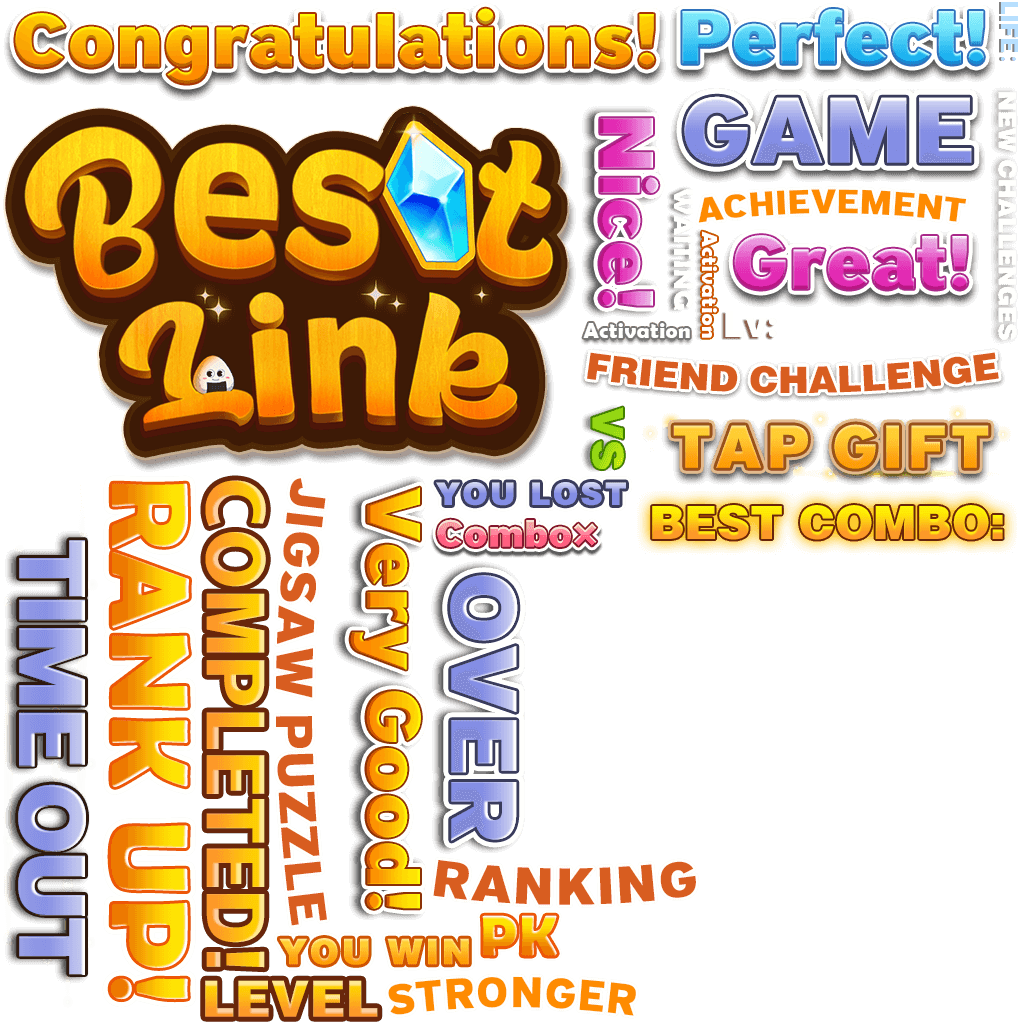 Congratulations!
Perfect!
LIFE:
Best
Link
Nice!
GAME
NEW CHALLENGES
WAITING
ACHIEVEMENT
Activation
Great!
Activation
Lv:
FRIEND CHALLENGE
VS
TAP GIFT
YOU LOST
BEST COMBO:
Combox
TIME OUT
RANK UP!
COMPLETED!
JIGSAW PUZZLE
Very Good!
OVER
RANKING
YOU WIN
PK
LEVEL
STRONGER